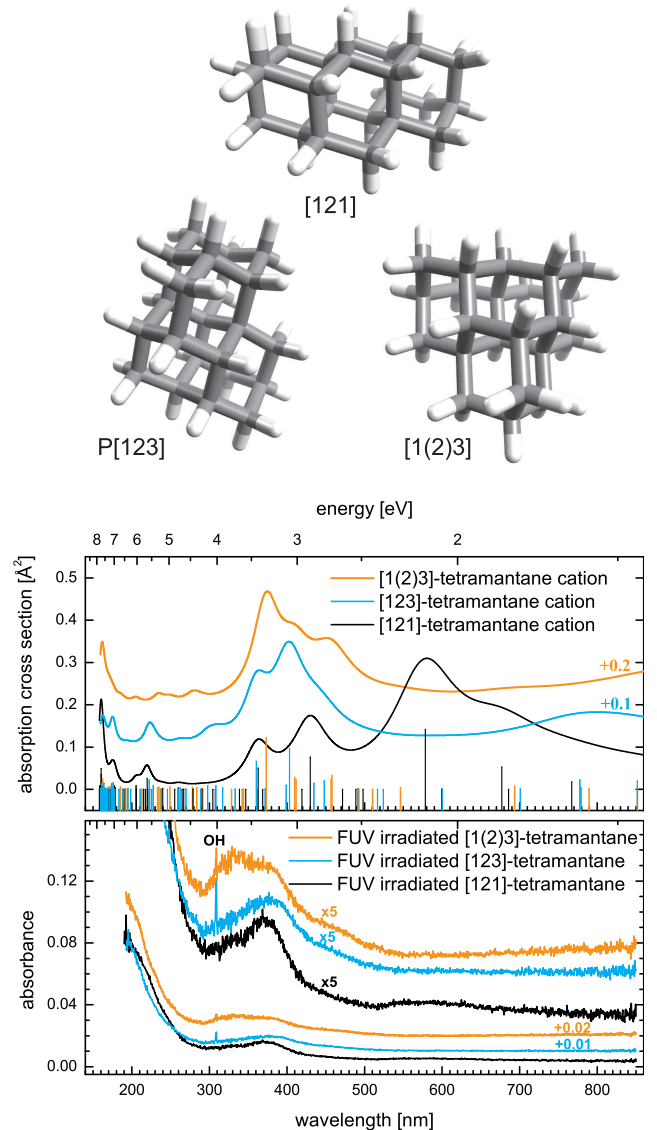 [121]
P[123]
[1(2)3]
energy [eV]
8 7 6 5 4 3 2
absorption cross section [Å²]
0.5
0.4
0.3
0.2
0.1
0.0
[1(2)3]-tetramantane cation
[123]-tetramantane cation
[121]-tetramantane cation
+0.2
+0.1
absorbance
0.12
0.08
0.04
0.00
OH
FUV irradiated [1(2)3]-tetramantane
FUV irradiated [123]-tetramantane
FUV irradiated [121]-tetramantane
x5
x5
x5
+0.02
+0.01
200 300 400 500 600 700 800
wavelength [nm]